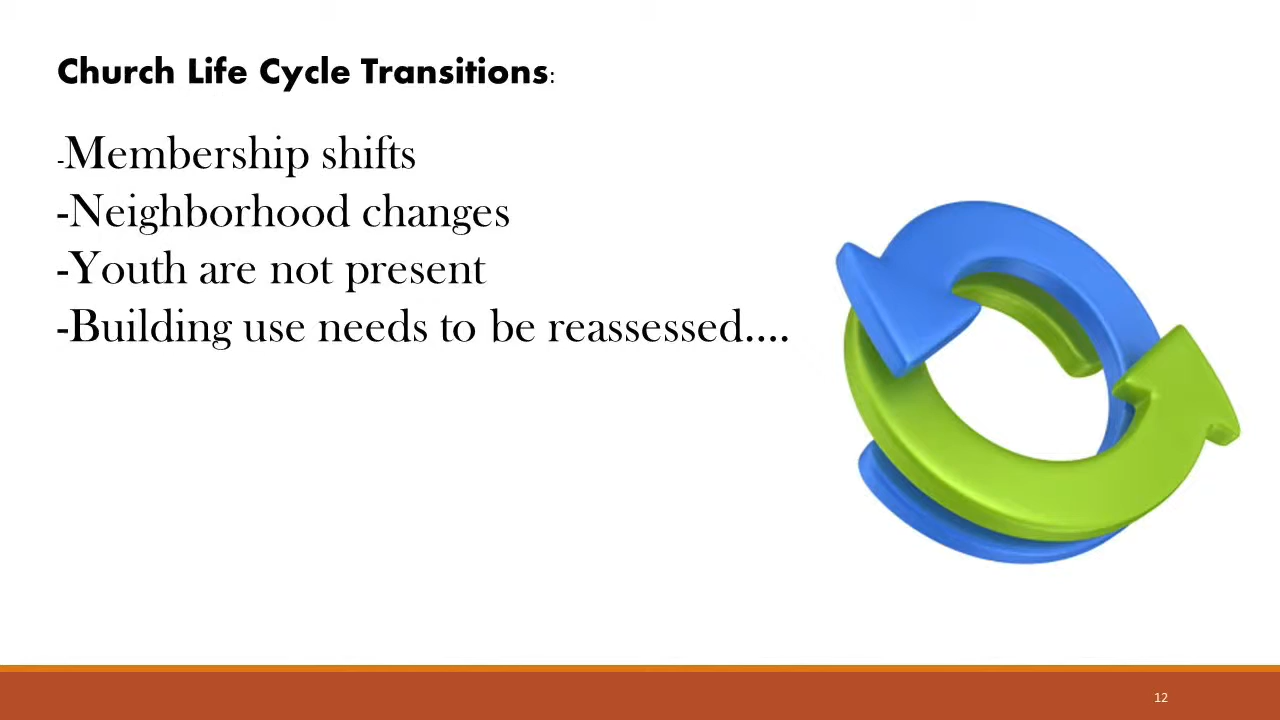 Church Life Cycle Transitions:
-Membership shifts
-Neighborhood changes
-Youth are not present
-Building use needs to be reassessed....
12